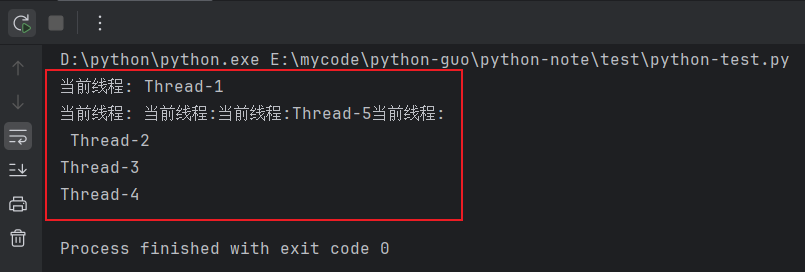 D:\python\python.exe E:\mycode\python-guo\python-note\test\python-test.py
当前线程: Thread-1
当前线程: 当前线程:当前线程:Thread-5当前线程:
 Thread-2
Thread-3
Thread-4
Process finished with exit code 0